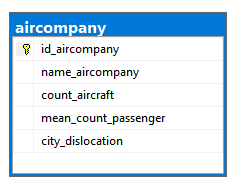 aircompany
id_aircompany
name_aircompany
count_aircraft
mean_count_passenger
city_dislocation